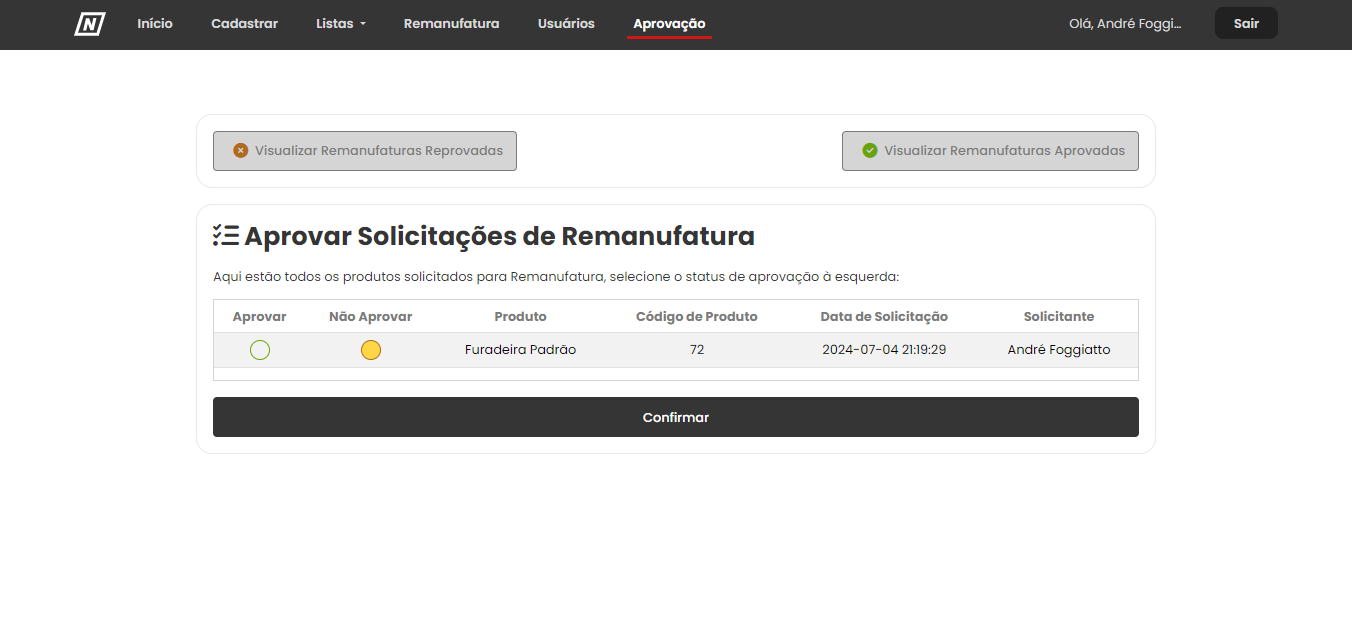 N Início Cadastrar Listas Remanufatura Usuários Aprovação Olá, André Foggi... Sair
Visualizar Remanufaturas Reprovadas Visualizar Remanufaturas Aprovadas
Aprovar Solicitações de Remanufatura
Aqui estão todos os produtos solicitados para Remanufatura, selecione o status de aprovação à esquerda:
Aprovar Não Aprovar Produto Código de Produto Data de Solicitação Solicitante
Furadeira Padrão 72 2024-07-04 21:19:29 André Foggiatto
Confirmar